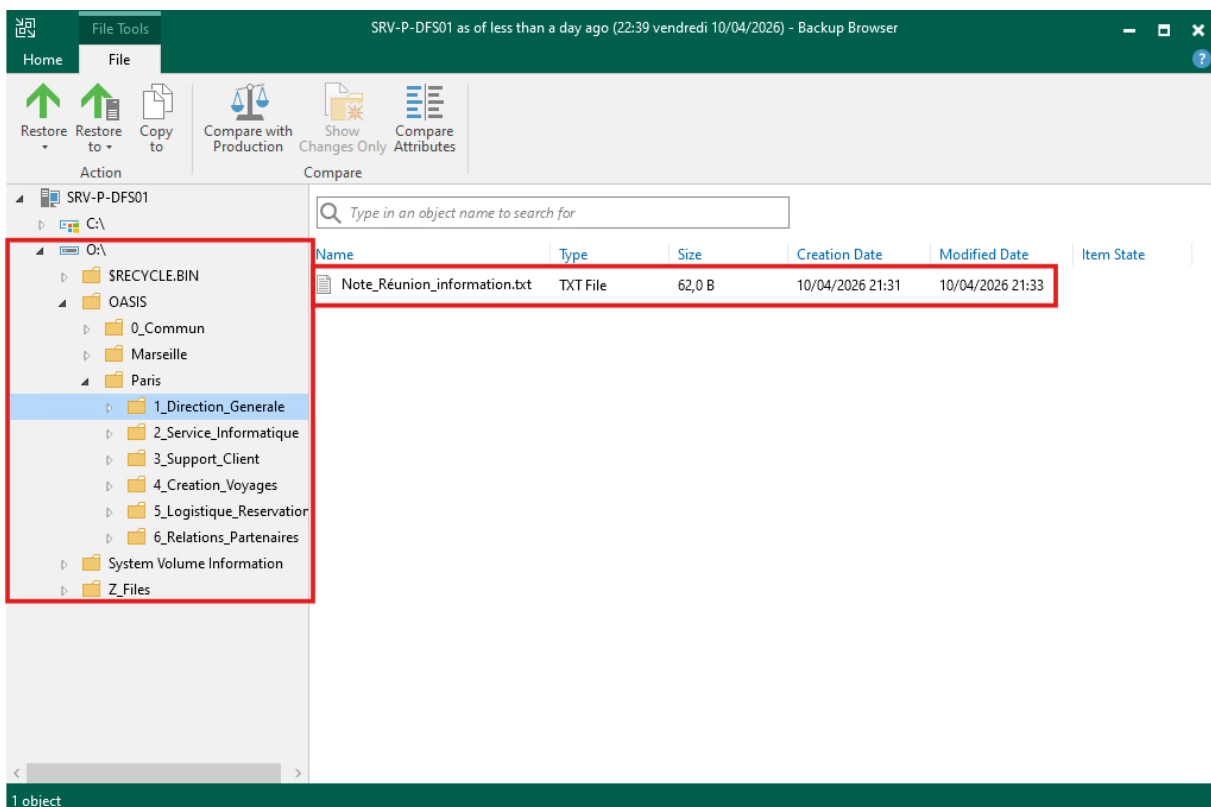 File Tools
SRV-P-DFS01 as of less than a day ago (22:39 vendredi 10/04/2026) - Backup Browser
Home File
Restore
Restore to
Copy to
Compare with Production
Show Changes Only
Compare Attributes
Action
Compare
SRV-P-DFS01
C:\
O:\
$RECYCLE.BIN
OASIS
0_Commun
Marseille
Paris
1_Direction_Generale
2_Service_Informatique
3_Support_Client
4_Creation_Voyages
5_Logistique_Reservation
6_Relations_Partenaires
System Volume Information
Z_Files
Type in an object name to search for
Name Type Size Creation Date Modified Date Item State
Note_Réunion_information.txt TXT File 62,0 B 10/04/2026 21:31 10/04/2026 21:33
1 object